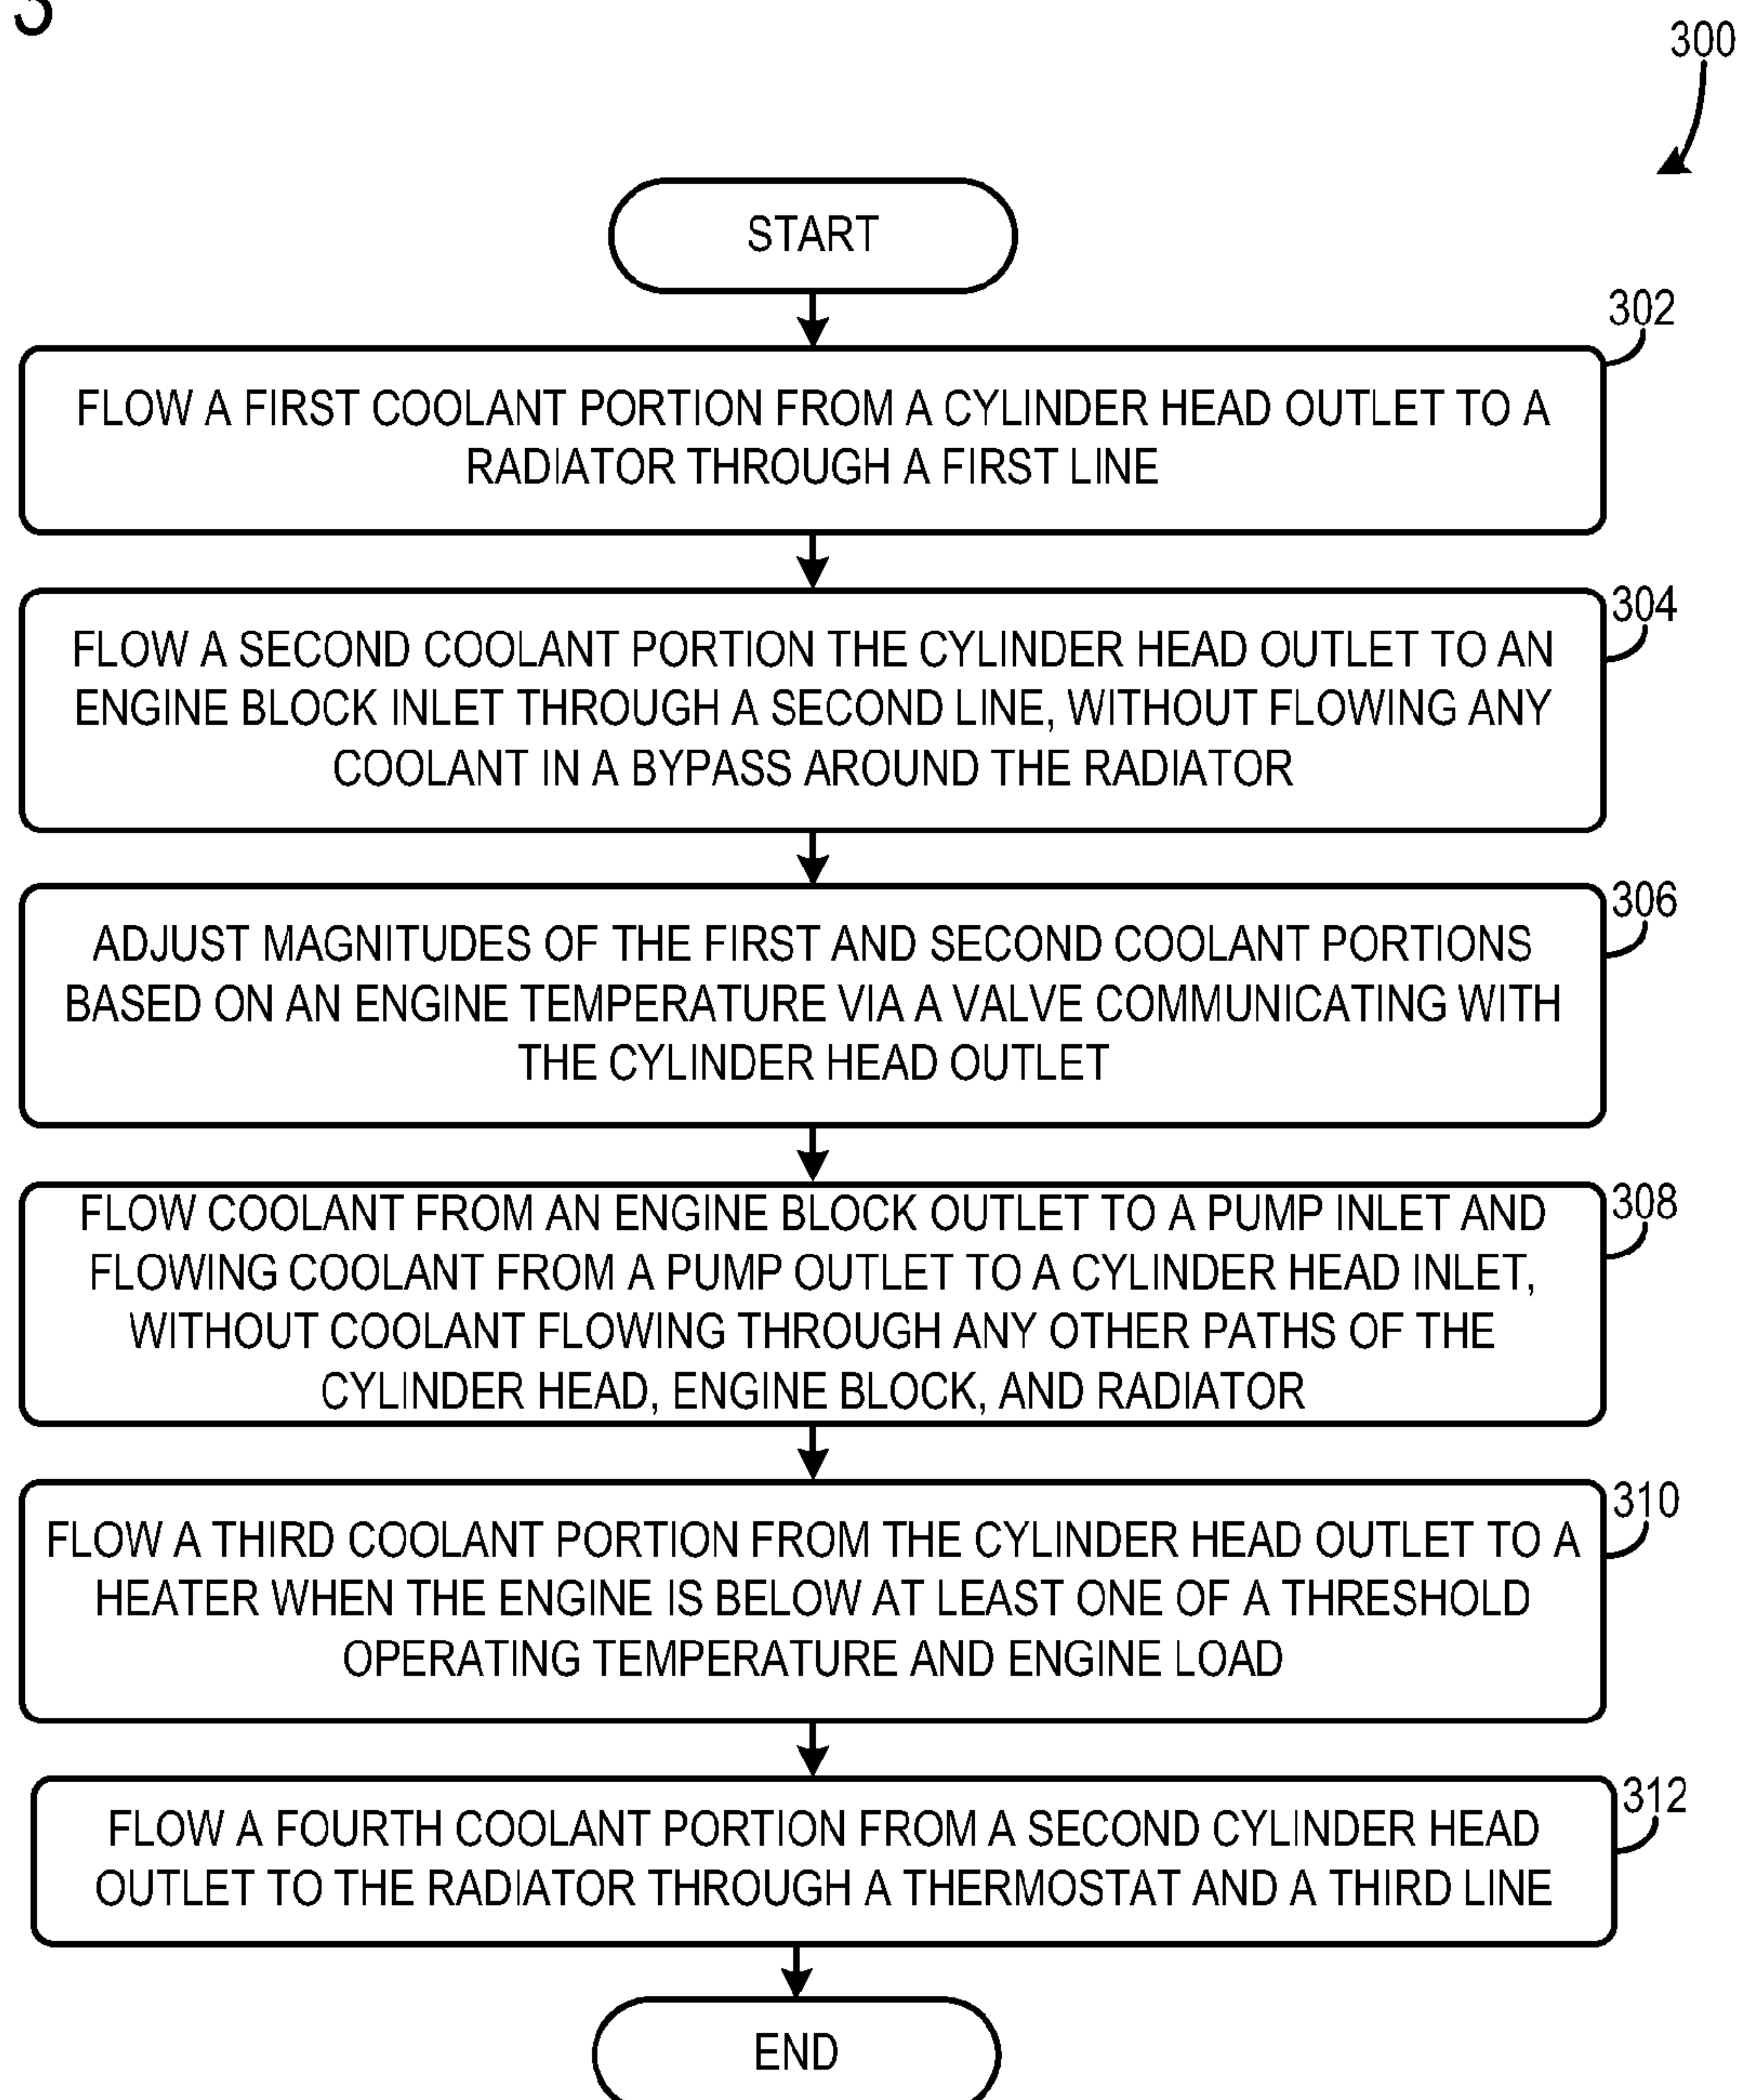 3
300
START
302
FLOW A FIRST COOLANT PORTION FROM A CYLINDER HEAD OUTLET TO A
RADIATOR THROUGH A FIRST LINE
304
FLOW A SECOND COOLANT PORTION THE CYLINDER HEAD OUTLET TO AN
ENGINE BLOCK INLET THROUGH A SECOND LINE, WITHOUT FLOWING ANY
COOLANT IN A BYPASS AROUND THE RADIATOR
306
ADJUST MAGNITUDES OF THE FIRST AND SECOND COOLANT PORTIONS
BASED ON AN ENGINE TEMPERATURE VIA A VALVE COMMUNICATING WITH
THE CYLINDER HEAD OUTLET
308
FLOW COOLANT FROM AN ENGINE BLOCK OUTLET TO A PUMP INLET AND
FLOWING COOLANT FROM A PUMP OUTLET TO A CYLINDER HEAD INLET,
WITHOUT COOLANT FLOWING THROUGH ANY OTHER PATHS OF THE
CYLINDER HEAD, ENGINE BLOCK, AND RADIATOR
310
FLOW A THIRD COOLANT PORTION FROM THE CYLINDER HEAD OUTLET TO A
HEATER WHEN THE ENGINE IS BELOW AT LEAST ONE OF A THRESHOLD
OPERATING TEMPERATURE AND ENGINE LOAD
312
FLOW A FOURTH COOLANT PORTION FROM A SECOND CYLINDER HEAD
OUTLET TO THE RADIATOR THROUGH A THERMOSTAT AND A THIRD LINE
END